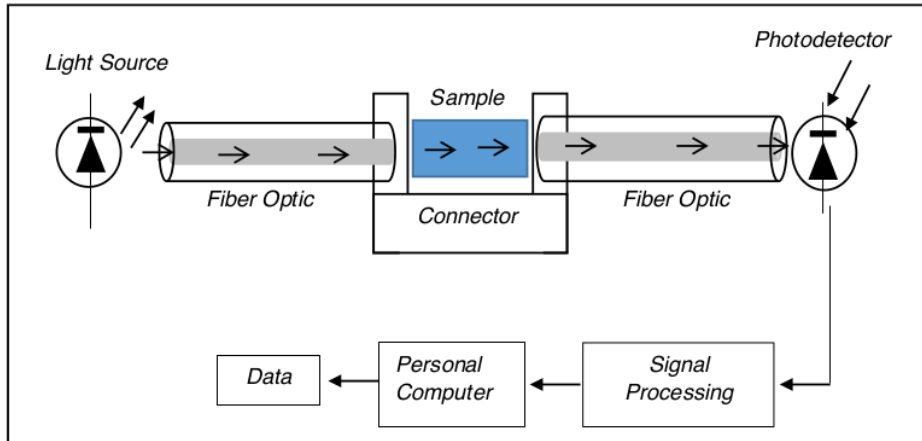 Photodetector
Light Source
Sample
Fiber Optic
Fiber Optic
Connector
Data
Personal
Computer
Signal
Processing